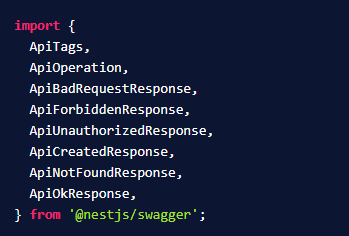 import {
  ApiTags,
  ApiOperation,
  ApiBadRequestResponse,
  ApiForbiddenResponse,
  ApiUnauthorizedResponse,
  ApiCreatedResponse,
  ApiNotFoundResponse,
  ApiOkResponse,
} from '@nestjs/swagger';